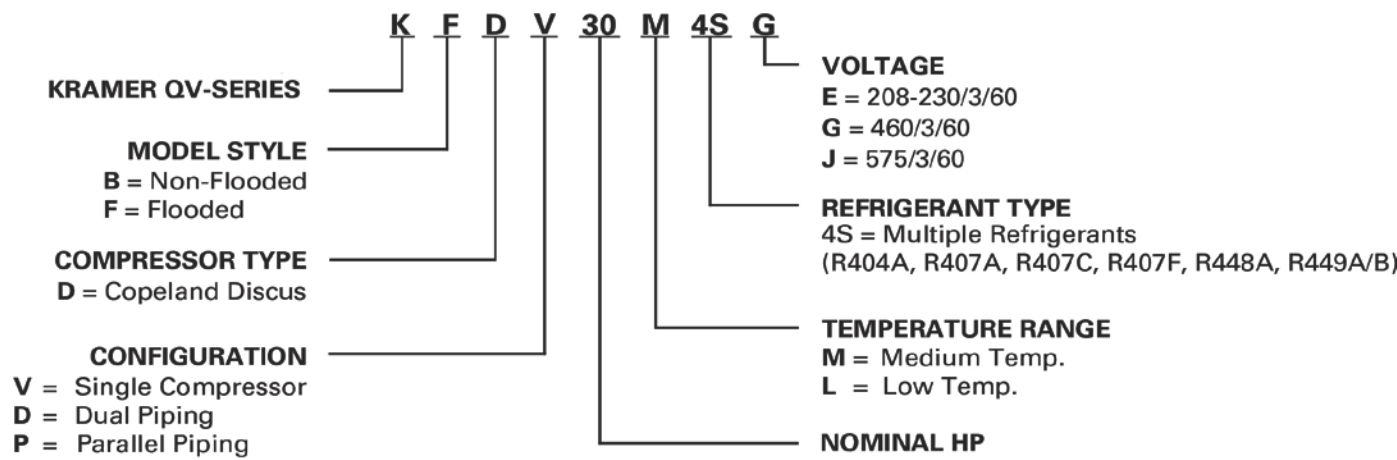 K F D V 30 M 4S G
KRAMER QV-SERIES
MODEL STYLE
B = Non-Flooded
F = Flooded
COMPRESSOR TYPE
D = Copeland Discus
CONFIGURATION
V = Single Compressor
D = Dual Piping
P = Parallel Piping
VOLTAGE
E = 208-230/3/60
G = 460/3/60
J = 575/3/60
REFRIGERANT TYPE
4S = Multiple Refrigerants
(R404A, R407A, R407C, R407F, R448A, R449A/B)
TEMPERATURE RANGE
M = Medium Temp.
L = Low Temp.
NOMINAL HP